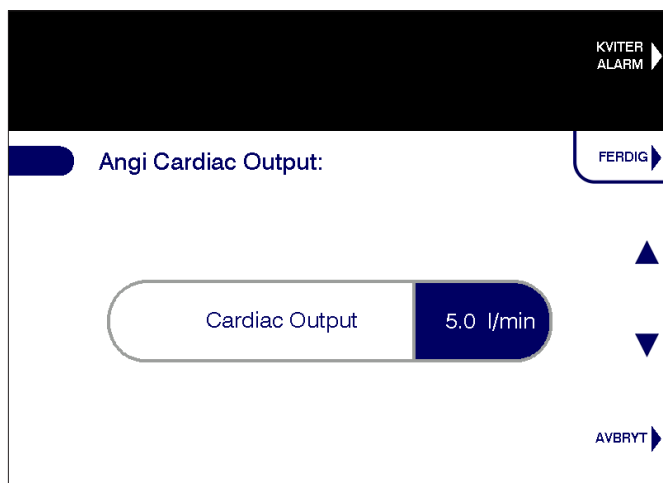 KVITER
ALARM
Angi Cardiac Output:
FERDIG
Cardiac Output
5.0 l/min
AVBRYT